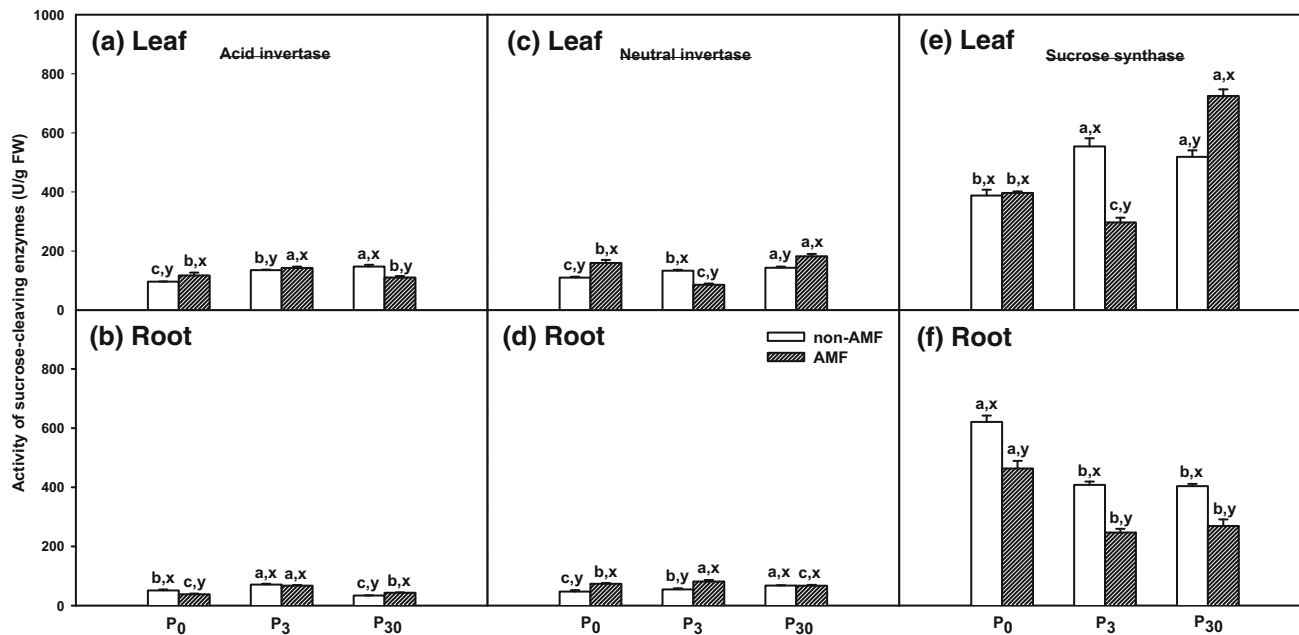 Activity of sucrose-cleaving enzymes (U/g FW)
1000
800
600
400
200
0
800
600
400
200
0
(a) Leaf
Acid invertase
c,y
b,x
b,y
a,x
a,x
b,y
(c) Leaf
Neutral invertase
c,y
b,x
b,x
c,y
a,y
a,x
(e) Leaf
Sucrose synthase
b,x
b,x
a,x
c,y
a,y
a,x
(b) Root
b,x
c,y
a,x
a,x
c,y
b,x
(d) Root
non-AMF
AMF
c,y
b,x
b,y
a,x
a,x
c,x
(f) Root
a,x
a,y
b,x
b,y
b,x
b,y
P0 P3 P30
P0 P3 P30
P0 P3 P30